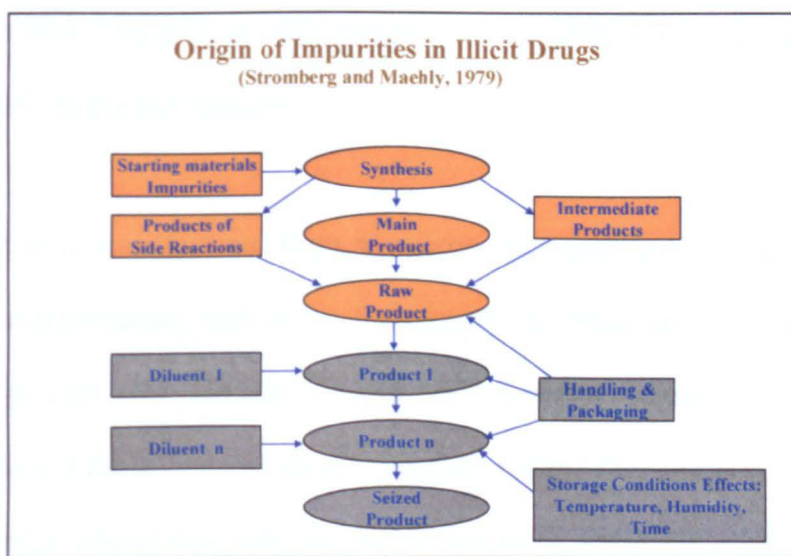 Origin of Impurities in Illicit Drugs
(Stromberg and Maehly, 1979)
Starting materials
Impurities
Synthesis
Products of
Side Reactions
Main
Product
Intermediate
Products
Raw
Product
Diluent 1
Product 1
Handling &
Packaging
Diluent n
Product n
Seized
Product
Storage Conditions Effects:
Temperature, Humidity,
Time